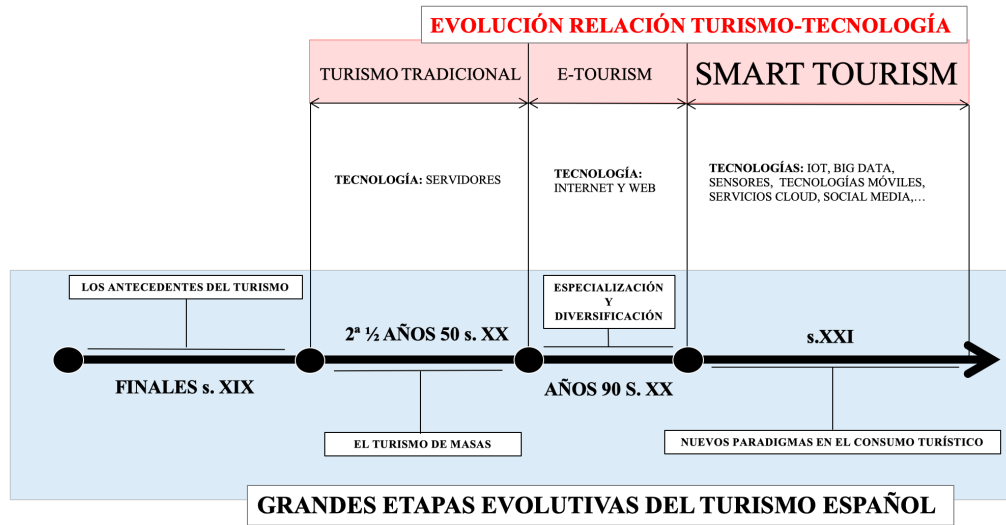 EVOLUCIÓN RELACIÓN TURISMO-TECNOLOGÍA
TURISMO TRADICIONAL
E-TOURISM
SMART TOURISM
TECNOLOGÍA: SERVIDORES
TECNOLOGÍA:
INTERNET Y WEB
TECNOLOGÍAS: IOT, BIG DATA,
SENSORES, TECNOLOGÍAS MÓVILES,
SERVICIOS CLOUD, SOCIAL MEDIA,…
LOS ANTECEDENTES DEL TURISMO
ESPECIALIZACIÓN
Y
DIVERSIFICACIÓN
2ª ½ AÑOS 50 s. XX
s.XXI
FINALES s. XIX
AÑOS 90 S. XX
EL TURISMO DE MASAS
NUEVOS PARADIGMAS EN EL CONSUMO TURÍSTICO
GRANDES ETAPAS EVOLUTIVAS DEL TURISMO ESPAÑOL